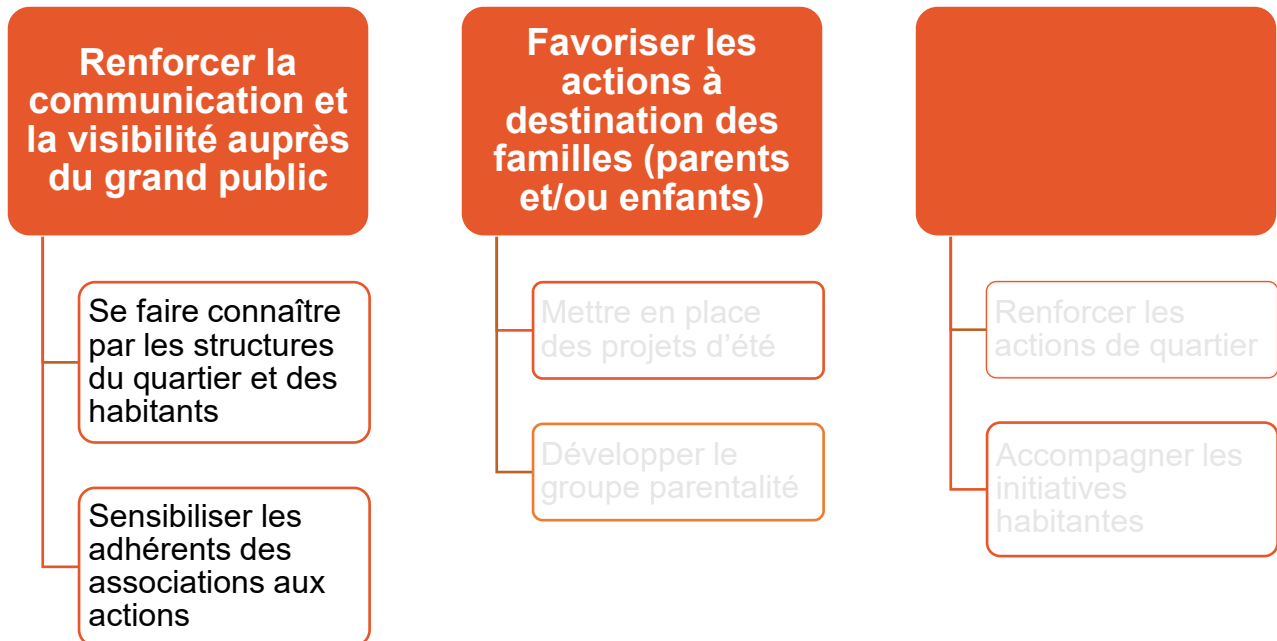 Renforcer la
communication et
la visibilité auprès
du grand public
Se faire connaître
par les structures
du quartier et des
habitants
Sensibiliser les
adhérents des
associations aux
actions
Favoriser les
actions à
destination des
familles (parents
et/ou enfants)
Mettre en place
des projets d’été
Développer le
groupe parentalité
Renforcer les
actions de quartier
Accompagner les
initiatives
habitantes